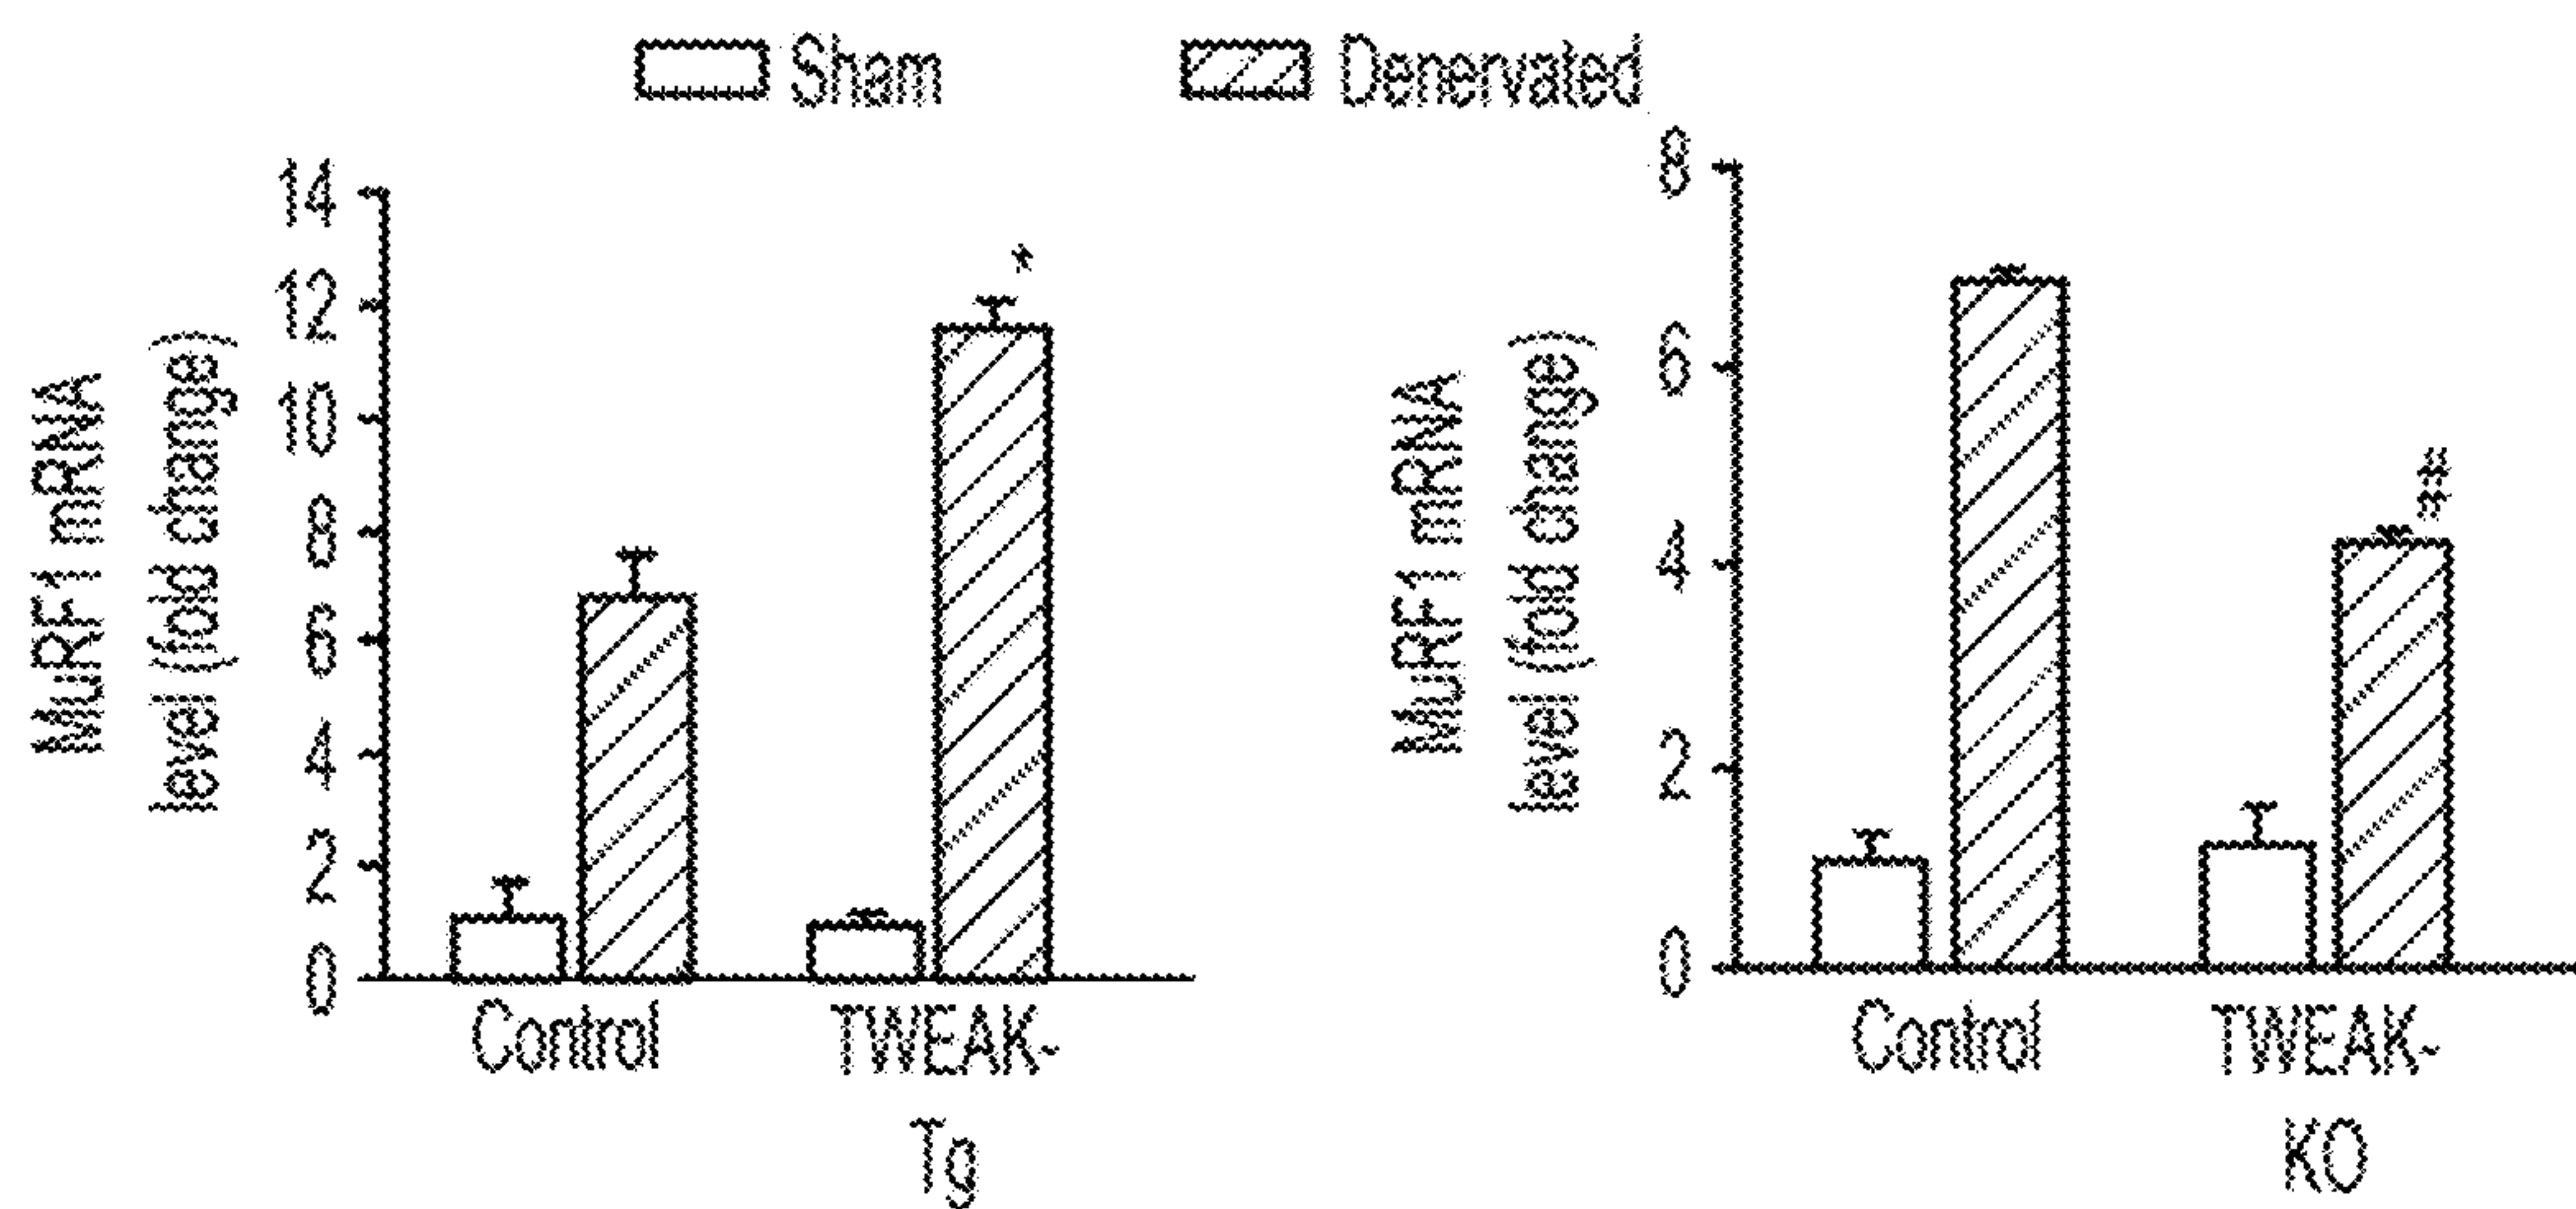 Sham
Denervated
MuRF1 mRNA
level (fold change)
14
12
10
8
6
4
2
0
Control
TWEAK-
Tg
*
MuRF1 mRNA
level (fold change)
8
6
4
2
0
Control
TWEAK-
KO
#